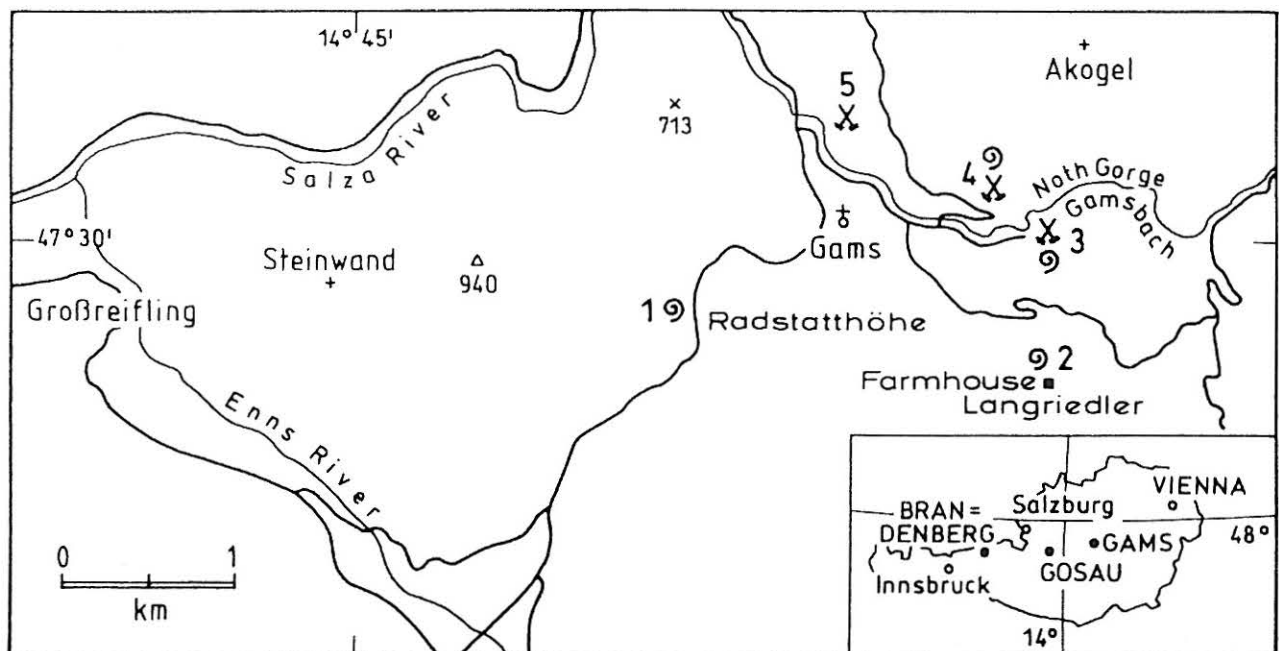 14° 45'
Akogel
5
713
Salza River
4
Noth Gorge
Gamsbach
47° 30'
Steinwand
940
Gams
3
Großreifling
1
Radstatthöhe
2
Farmhouse
Langriedler
Enns River
0 1
km
VIENNA
BRAN=
DENBERG
Salzburg
48°
GAMS
GOSAU
Innsbruck
14°